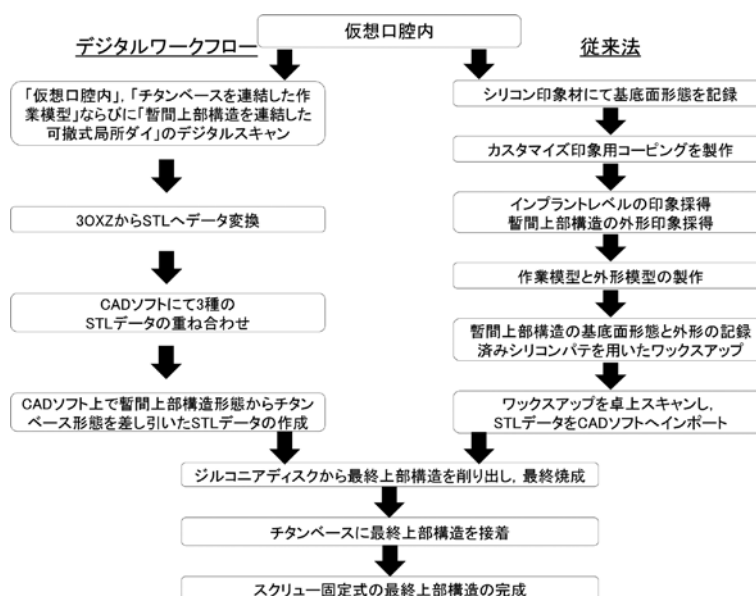 仮想口腔内
デジタルワークフロー
「仮想口腔内」，「チタンベースを連結した作
業模型」ならびに「暫間上部構造を連結した
可撤式局所ダイ」のデジタルスキャン
3OXZからSTLへデータ変換
CADソフトにて3種の
STLデータの重ね合わせ
CADソフト上で暫間上部構造形態からチタン
ベース形態を差し引いたSTLデータの作成
従来法
シリコン印象材にて基底面形態を記録
カスタマイズ印象用コーピングを製作
インプラントレベルの印象採得
暫間上部構造の外形印象採得
作業模型と外形模型の製作
暫間上部構造の基底面形態と外形の記録
済みシリコンパテを用いたワックスアップ
ワックスアップを卓上スキャンし，
STLデータをCADソフトへインポート
ジルコニアディスクから最終上部構造を削り出し，最終焼成
チタンベースに最終上部構造を接着
スクリュー固定式の最終上部構造の完成